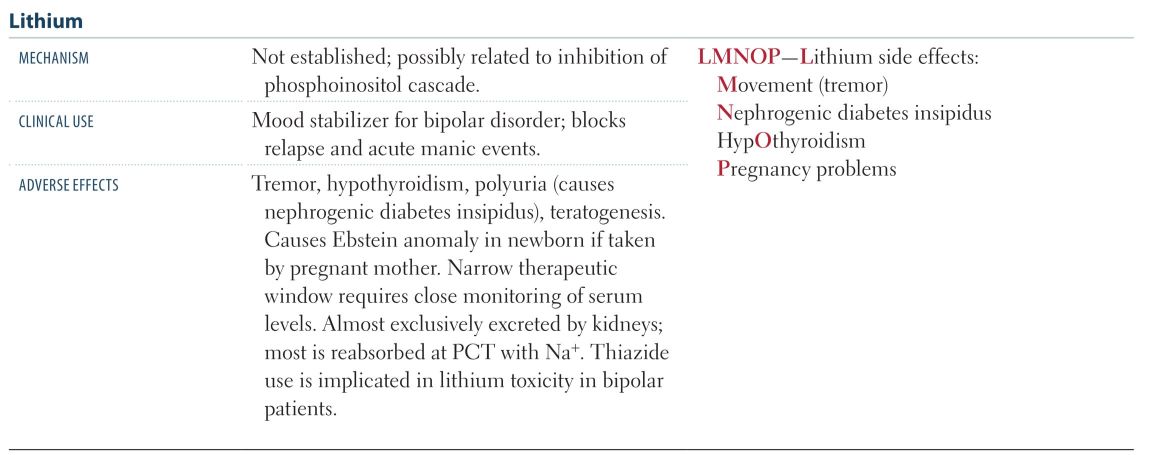 Lithium
MECHANISM
Not established; possibly related to inhibition of
phosphoinositol cascade.
CLINICAL USE
Mood stabilizer for bipolar disorder; blocks
relapse and acute manic events.
ADVERSE EFFECTS
Tremor, hypothyroidism, polyuria (causes
nephrogenic diabetes insipidus), teratogenesis.
Causes Ebstein anomaly in newborn if taken
by pregnant mother. Narrow therapeutic
window requires close monitoring of serum
levels. Almost exclusively excreted by kidneys;
most is reabsorbed at PCT with Na⁺. Thiazide
use is implicated in lithium toxicity in bipolar
patients.
LMNOP—Lithium side effects:
Movement (tremor)
Nephrogenic diabetes insipidus
HypOthyroidism
Pregnancy problems